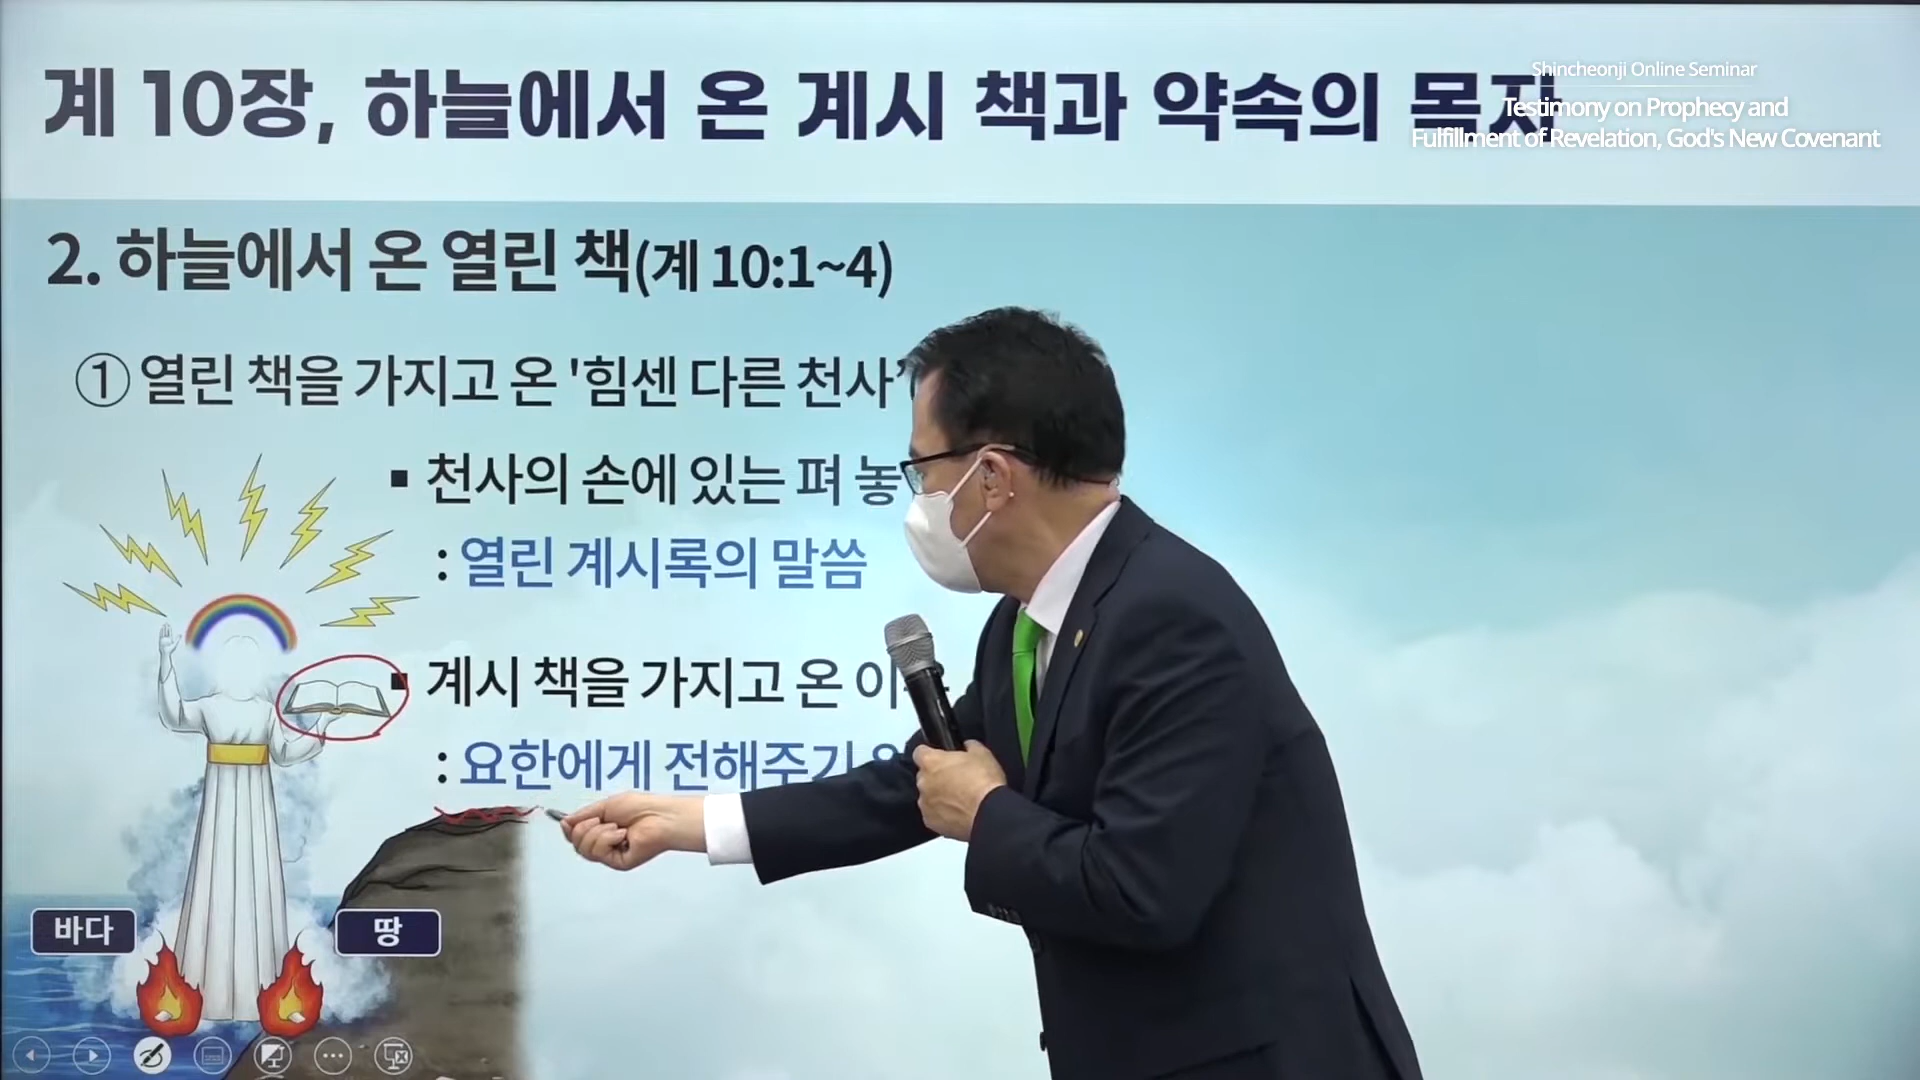 계 10장, 하늘에서 온 계시 책과 약속의 목자
Shincheonji Online Seminar
Testimony on Prophecy and
Fulfillment of Revelation, God's New Covenant
2. 하늘에서 온 열린 책(계 10:1~4)
① 열린 책을 가지고 온 '힘센 다른 천사'
▪ 천사의 손에 있는 펴 놓
: 열린 계시록의 말씀
▪ 계시 책을 가지고 온
: 요한에게 전해주기
바다
땅